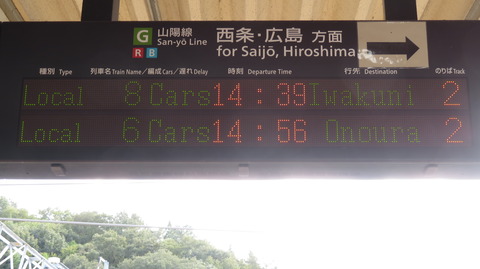 G 山陽線 西条・広島 方面
R B San-yō Line for Saijō, Hiroshima
種別 Type 列車名 Train Name/編成 Cars/遅れ Delay 時刻 Departure Time 行先 Destination のりば Track
Local 8 Cars 14:39 Iwakuni 2
Local 6 Cars 14:56 Onoura 2